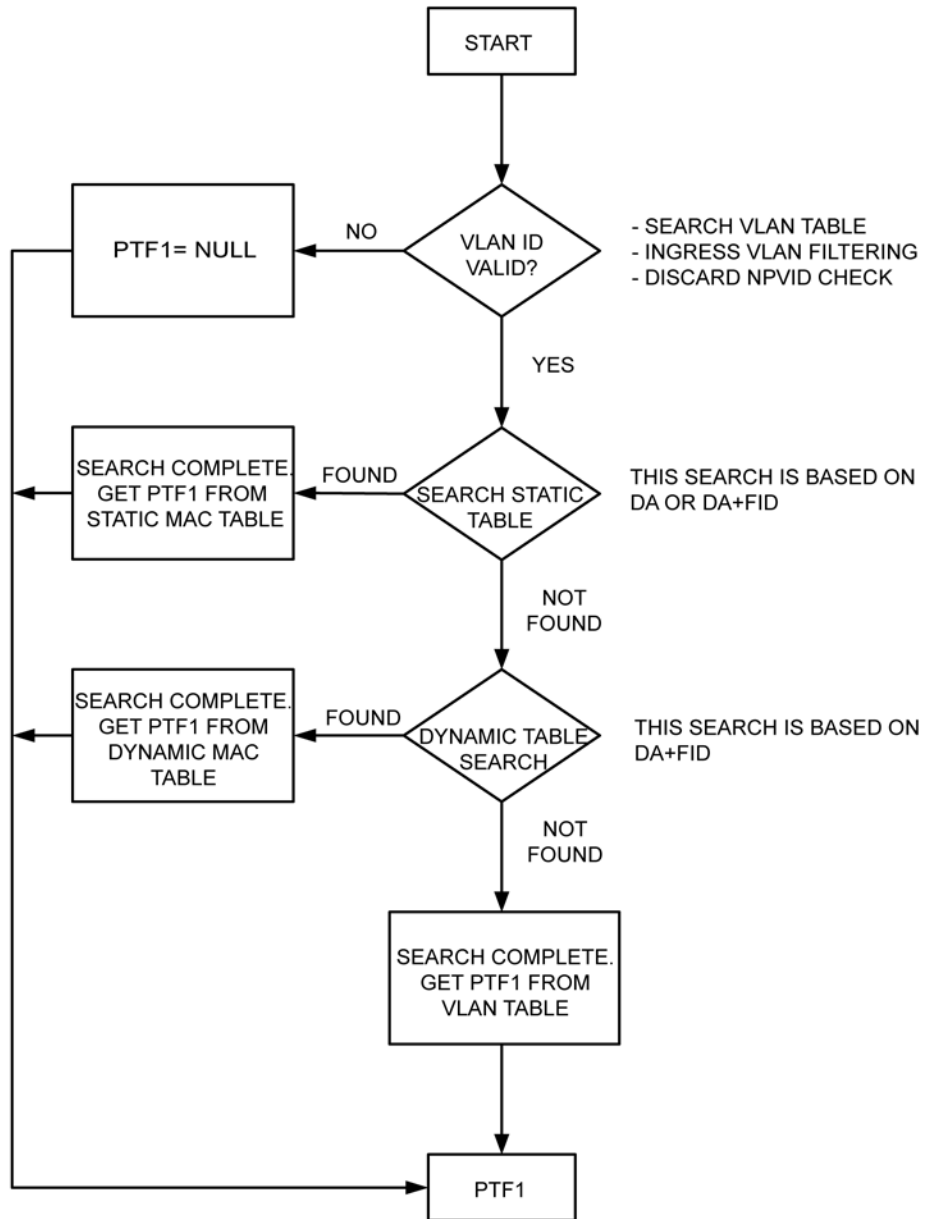 START
PTF1= NULL
NO
VLAN ID
VALID?
- SEARCH VLAN TABLE
- INGRESS VLAN FILTERING
- DISCARD NPVID CHECK
YES
SEARCH COMPLETE.
GET PTF1 FROM
STATIC MAC TABLE
FOUND
SEARCH STATIC
TABLE
THIS SEARCH IS BASED ON
DA OR DA+FID
NOT
FOUND
SEARCH COMPLETE.
GET PTF1 FROM
DYNAMIC MAC
TABLE
FOUND
DYNAMIC TABLE
SEARCH
THIS SEARCH IS BASED ON
DA+FID
NOT
FOUND
SEARCH COMPLETE.
GET PTF1 FROM
VLAN TABLE
PTF1